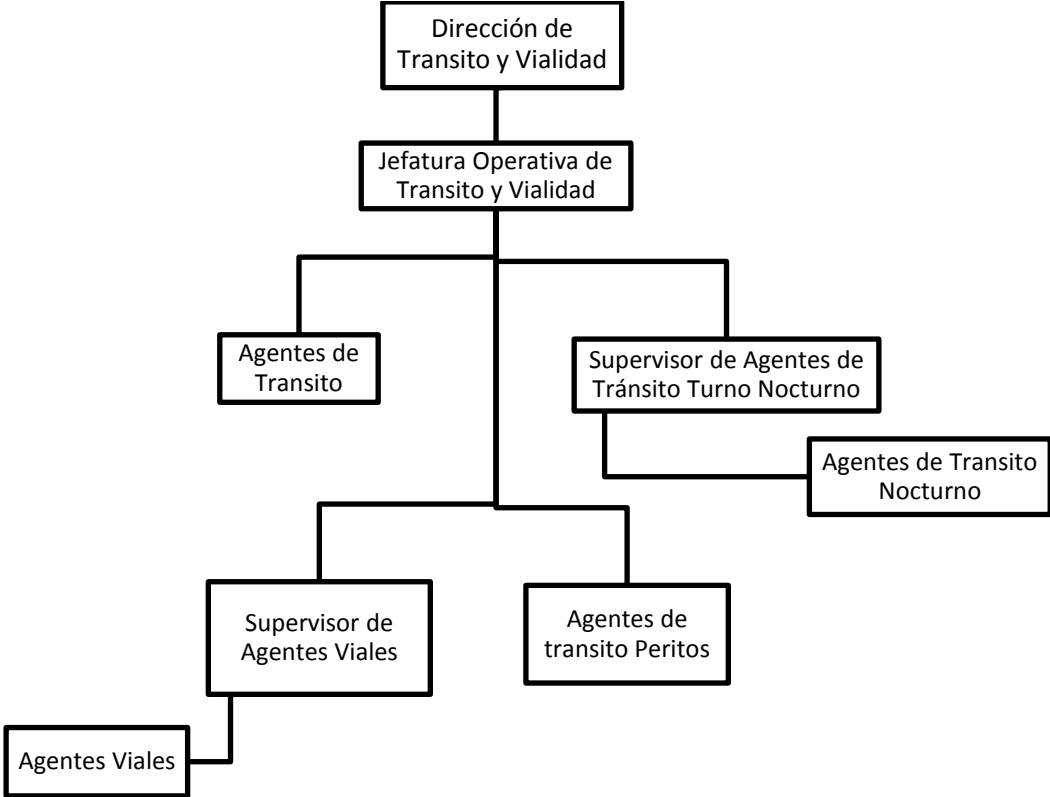 Dirección de
Transito y Vialidad
Jefatura Operativa de
Transito y Vialidad
Agentes de
Transito
Supervisor de Agentes de
Tránsito Turno Nocturno
Agentes de Transito
Nocturno
Supervisor de
Agentes Viales
Agentes de
transito Peritos
Agentes Viales